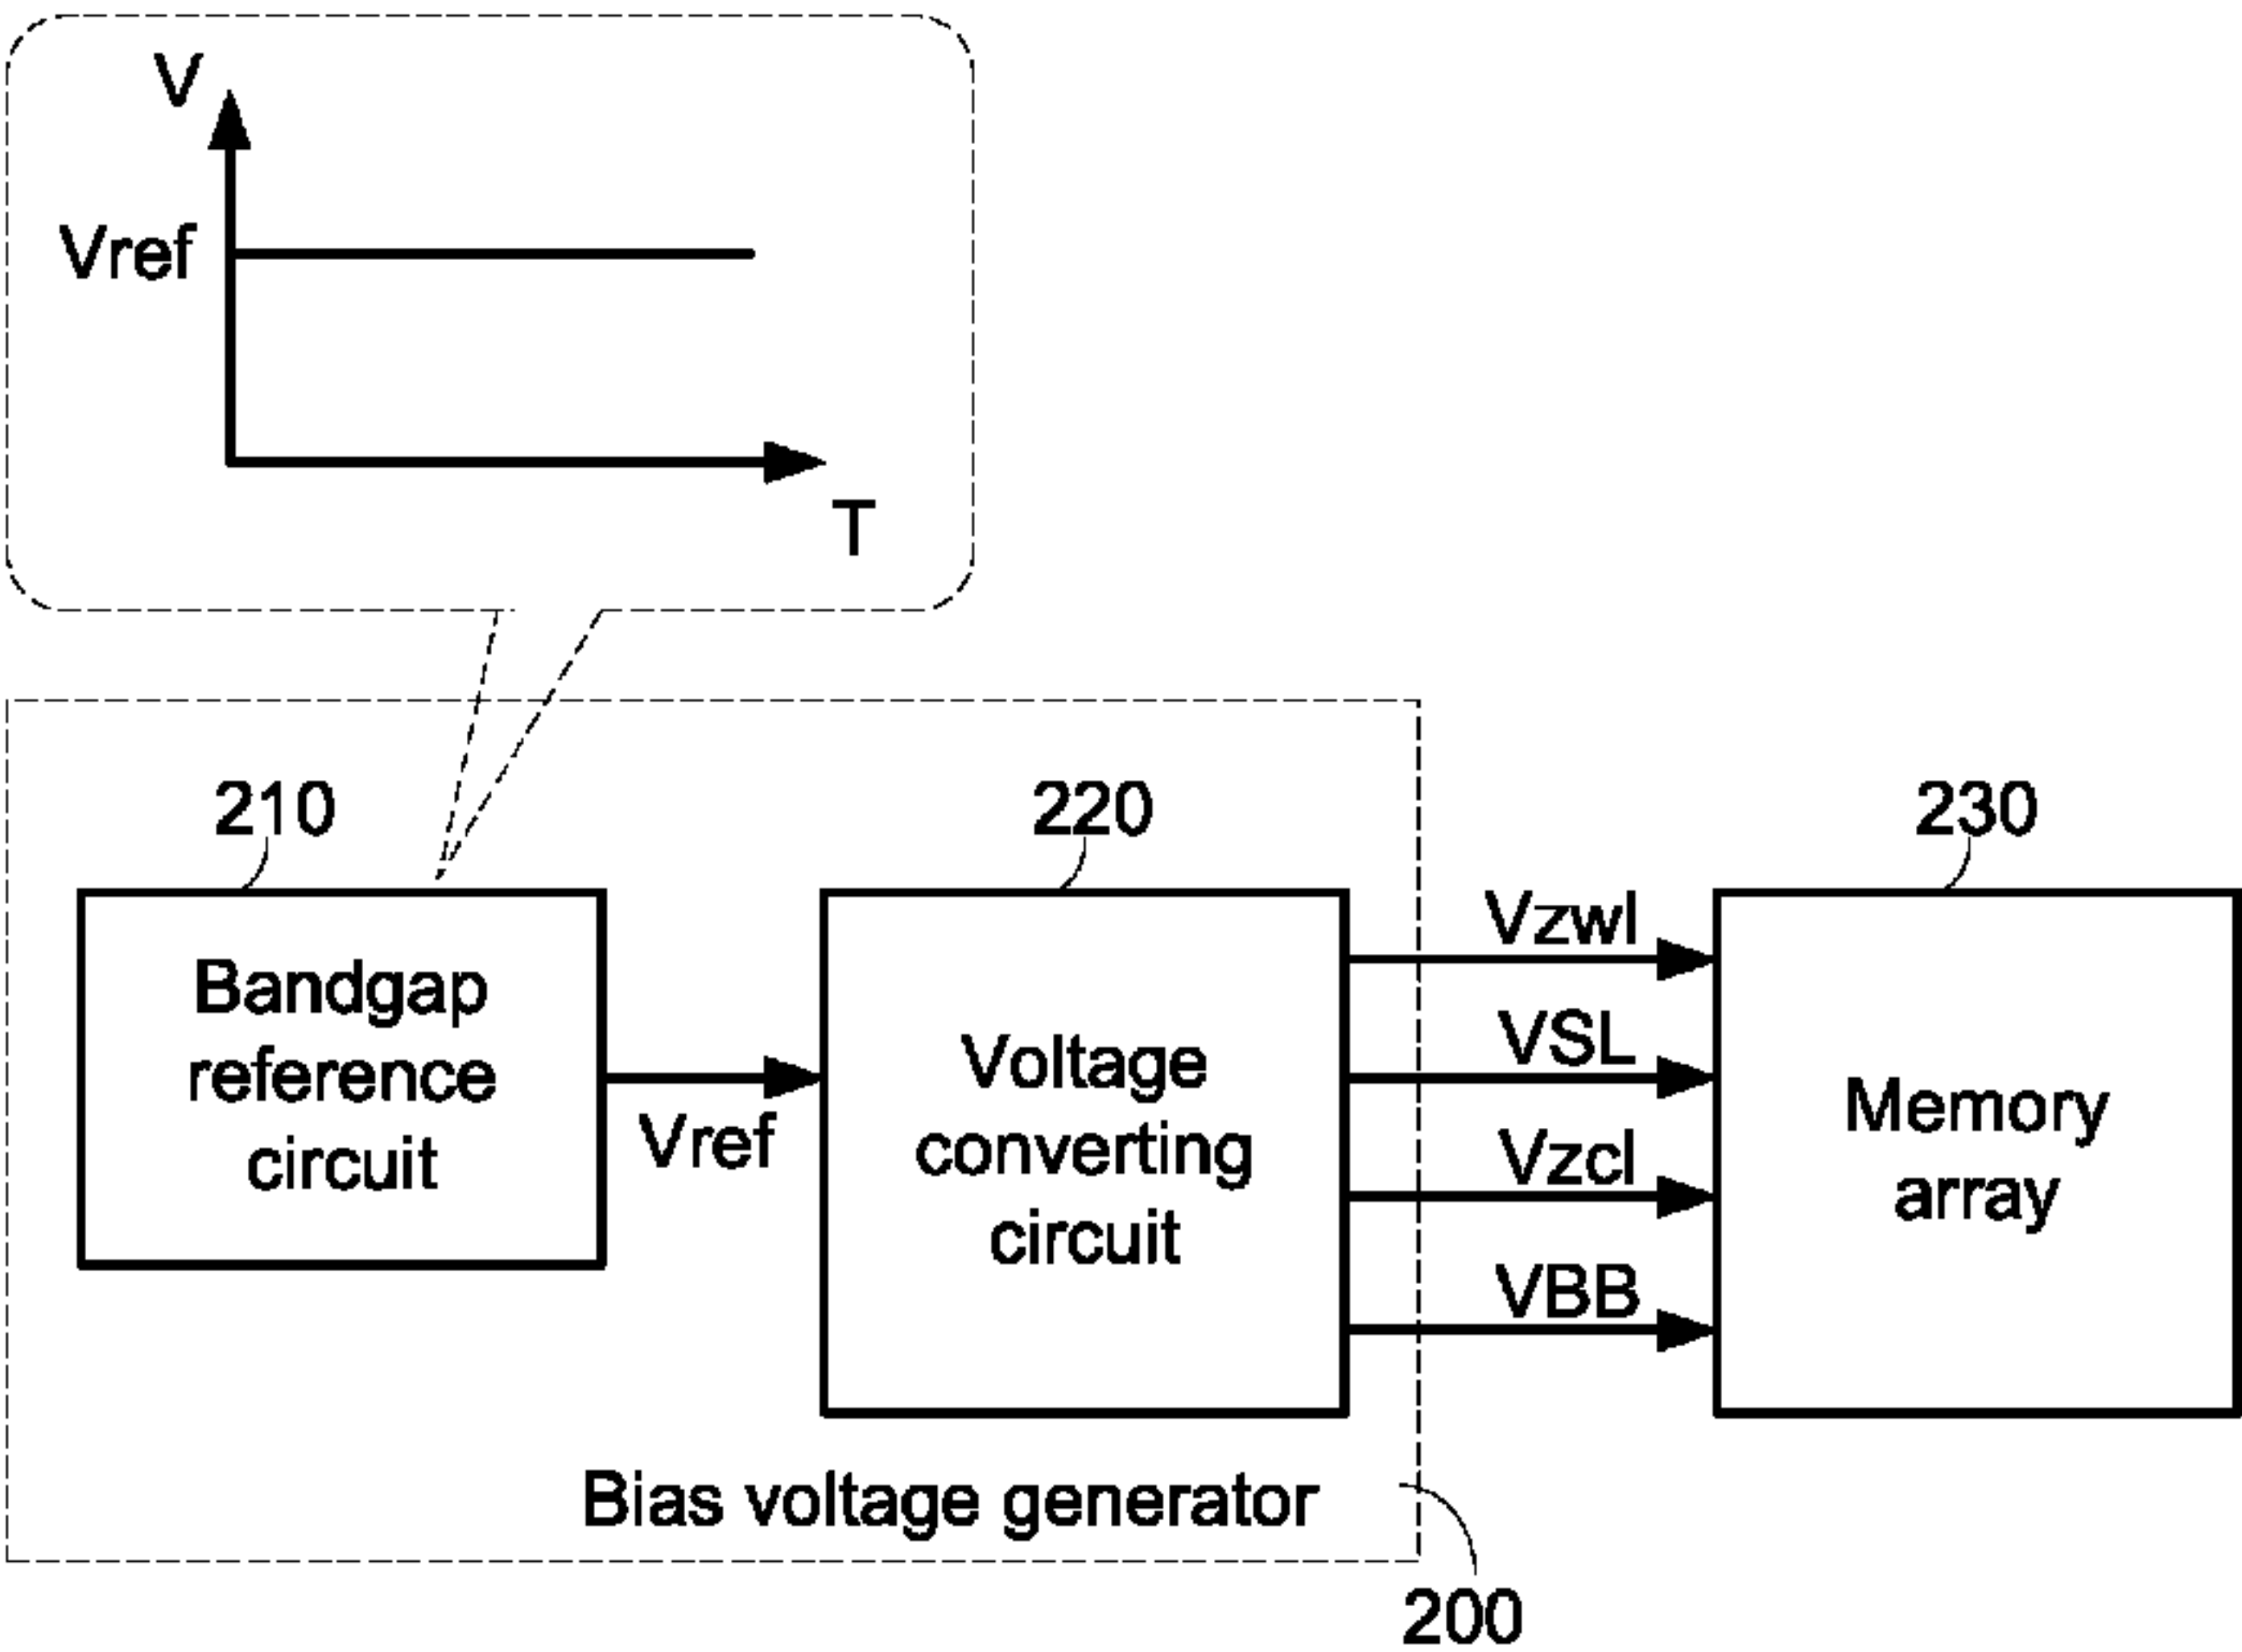 V
Vref
T
210
220
230
Bandgap
reference
circuit
Vref
Voltage
converting
circuit
Vzwl
VSL
Vzcl
VBB
Memory
array
Bias voltage generator
200